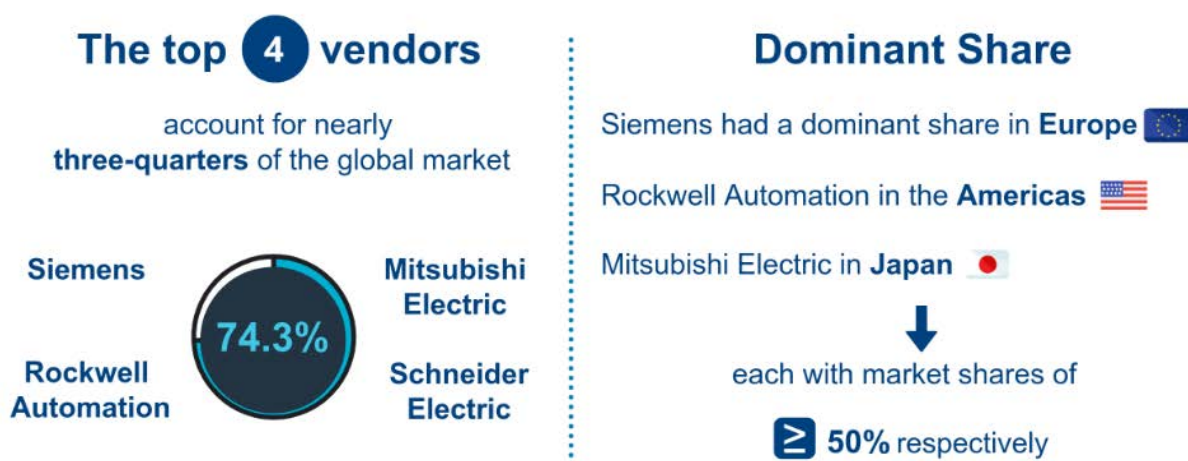 The top 4 vendors
account for nearly
three-quarters of the global market
Siemens
Mitsubishi
Electric
74.3%
Rockwell
Automation
Schneider
Electric
Dominant Share
Siemens had a dominant share in Europe
Rockwell Automation in the Americas
Mitsubishi Electric in Japan
each with market shares of
≥ 50% respectively